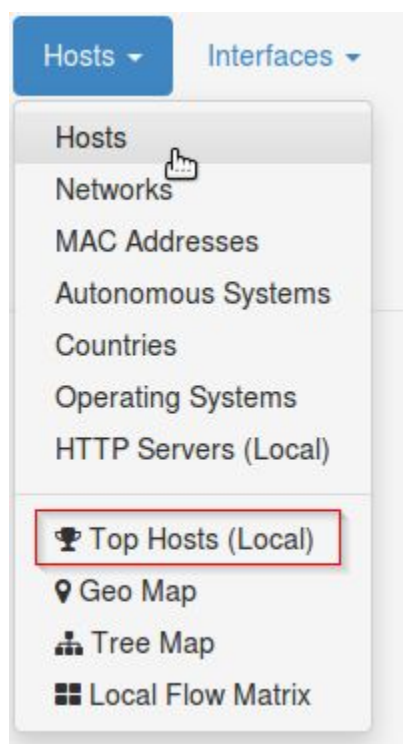 Hosts Interfaces
Hosts
Networks
MAC Addresses
Autonomous Systems
Countries
Operating Systems
HTTP Servers (Local)
Top Hosts (Local)
Geo Map
Tree Map
Local Flow Matrix